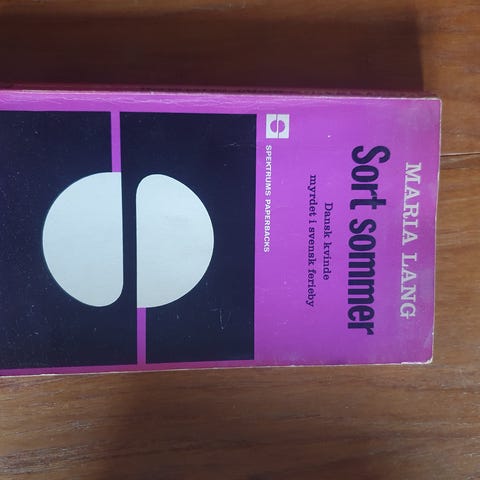 MARIA LANG
Sort sommer
Dansk kvinde
myrdet i svensk ferieby
SPEKTRUMS PAPERBACKS